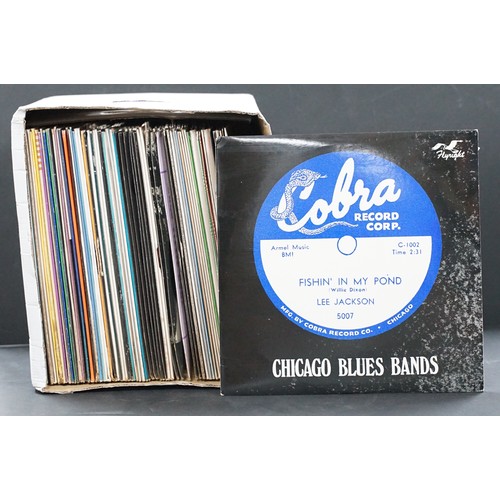 Flyright
Cobra
RECORD
CORP.
Armel Music
BMI
C-1002
Time 2:31
FISHIN' IN MY POND
(Willie Dixon)
LEE JACKSON
5007
MFG. BY COBRA RECORD CO. • CHICAGO
CHICAGO BLUES BANDS